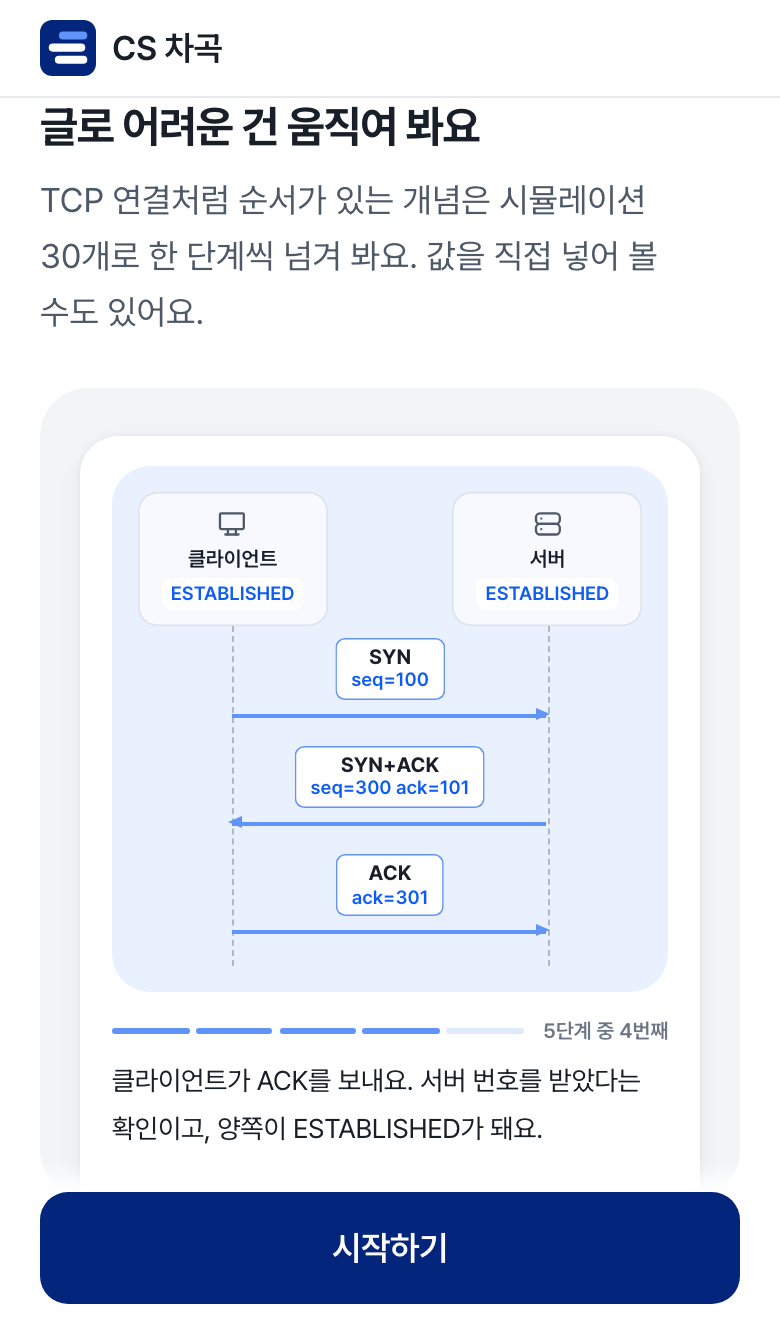 CS 차곡
글로 어려운 건 움직여 봐요
TCP 연결처럼 순서가 있는 개념은 시뮬레이션
30개로 한 단계씩 넘겨 봐요. 값을 직접 넣어 볼
수도 있어요.
클라이언트
서버
ESTABLISHED
ESTABLISHED
SYN
seq=100
SYN+ACK
seq=300 ack=101
ACK
ack=301
5단계 중 4번째
클라이언트가 ACK를 보내요. 서버 번호를 받았다는
확인이고, 양쪽이 ESTABLISHED가 돼요.
시작하기